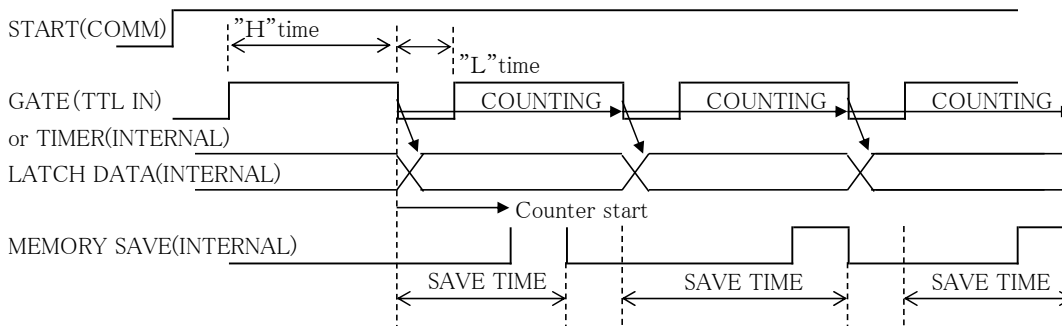 START(COMM)
"H"time
"L"time
GATE(TTL IN)
COUNTING
COUNTING
COUNTING
or TIMER(INTERNAL)
LATCH DATA(INTERNAL)
Counter start
MEMORY SAVE(INTERNAL)
SAVE TIME
SAVE TIME
SAVE TIME